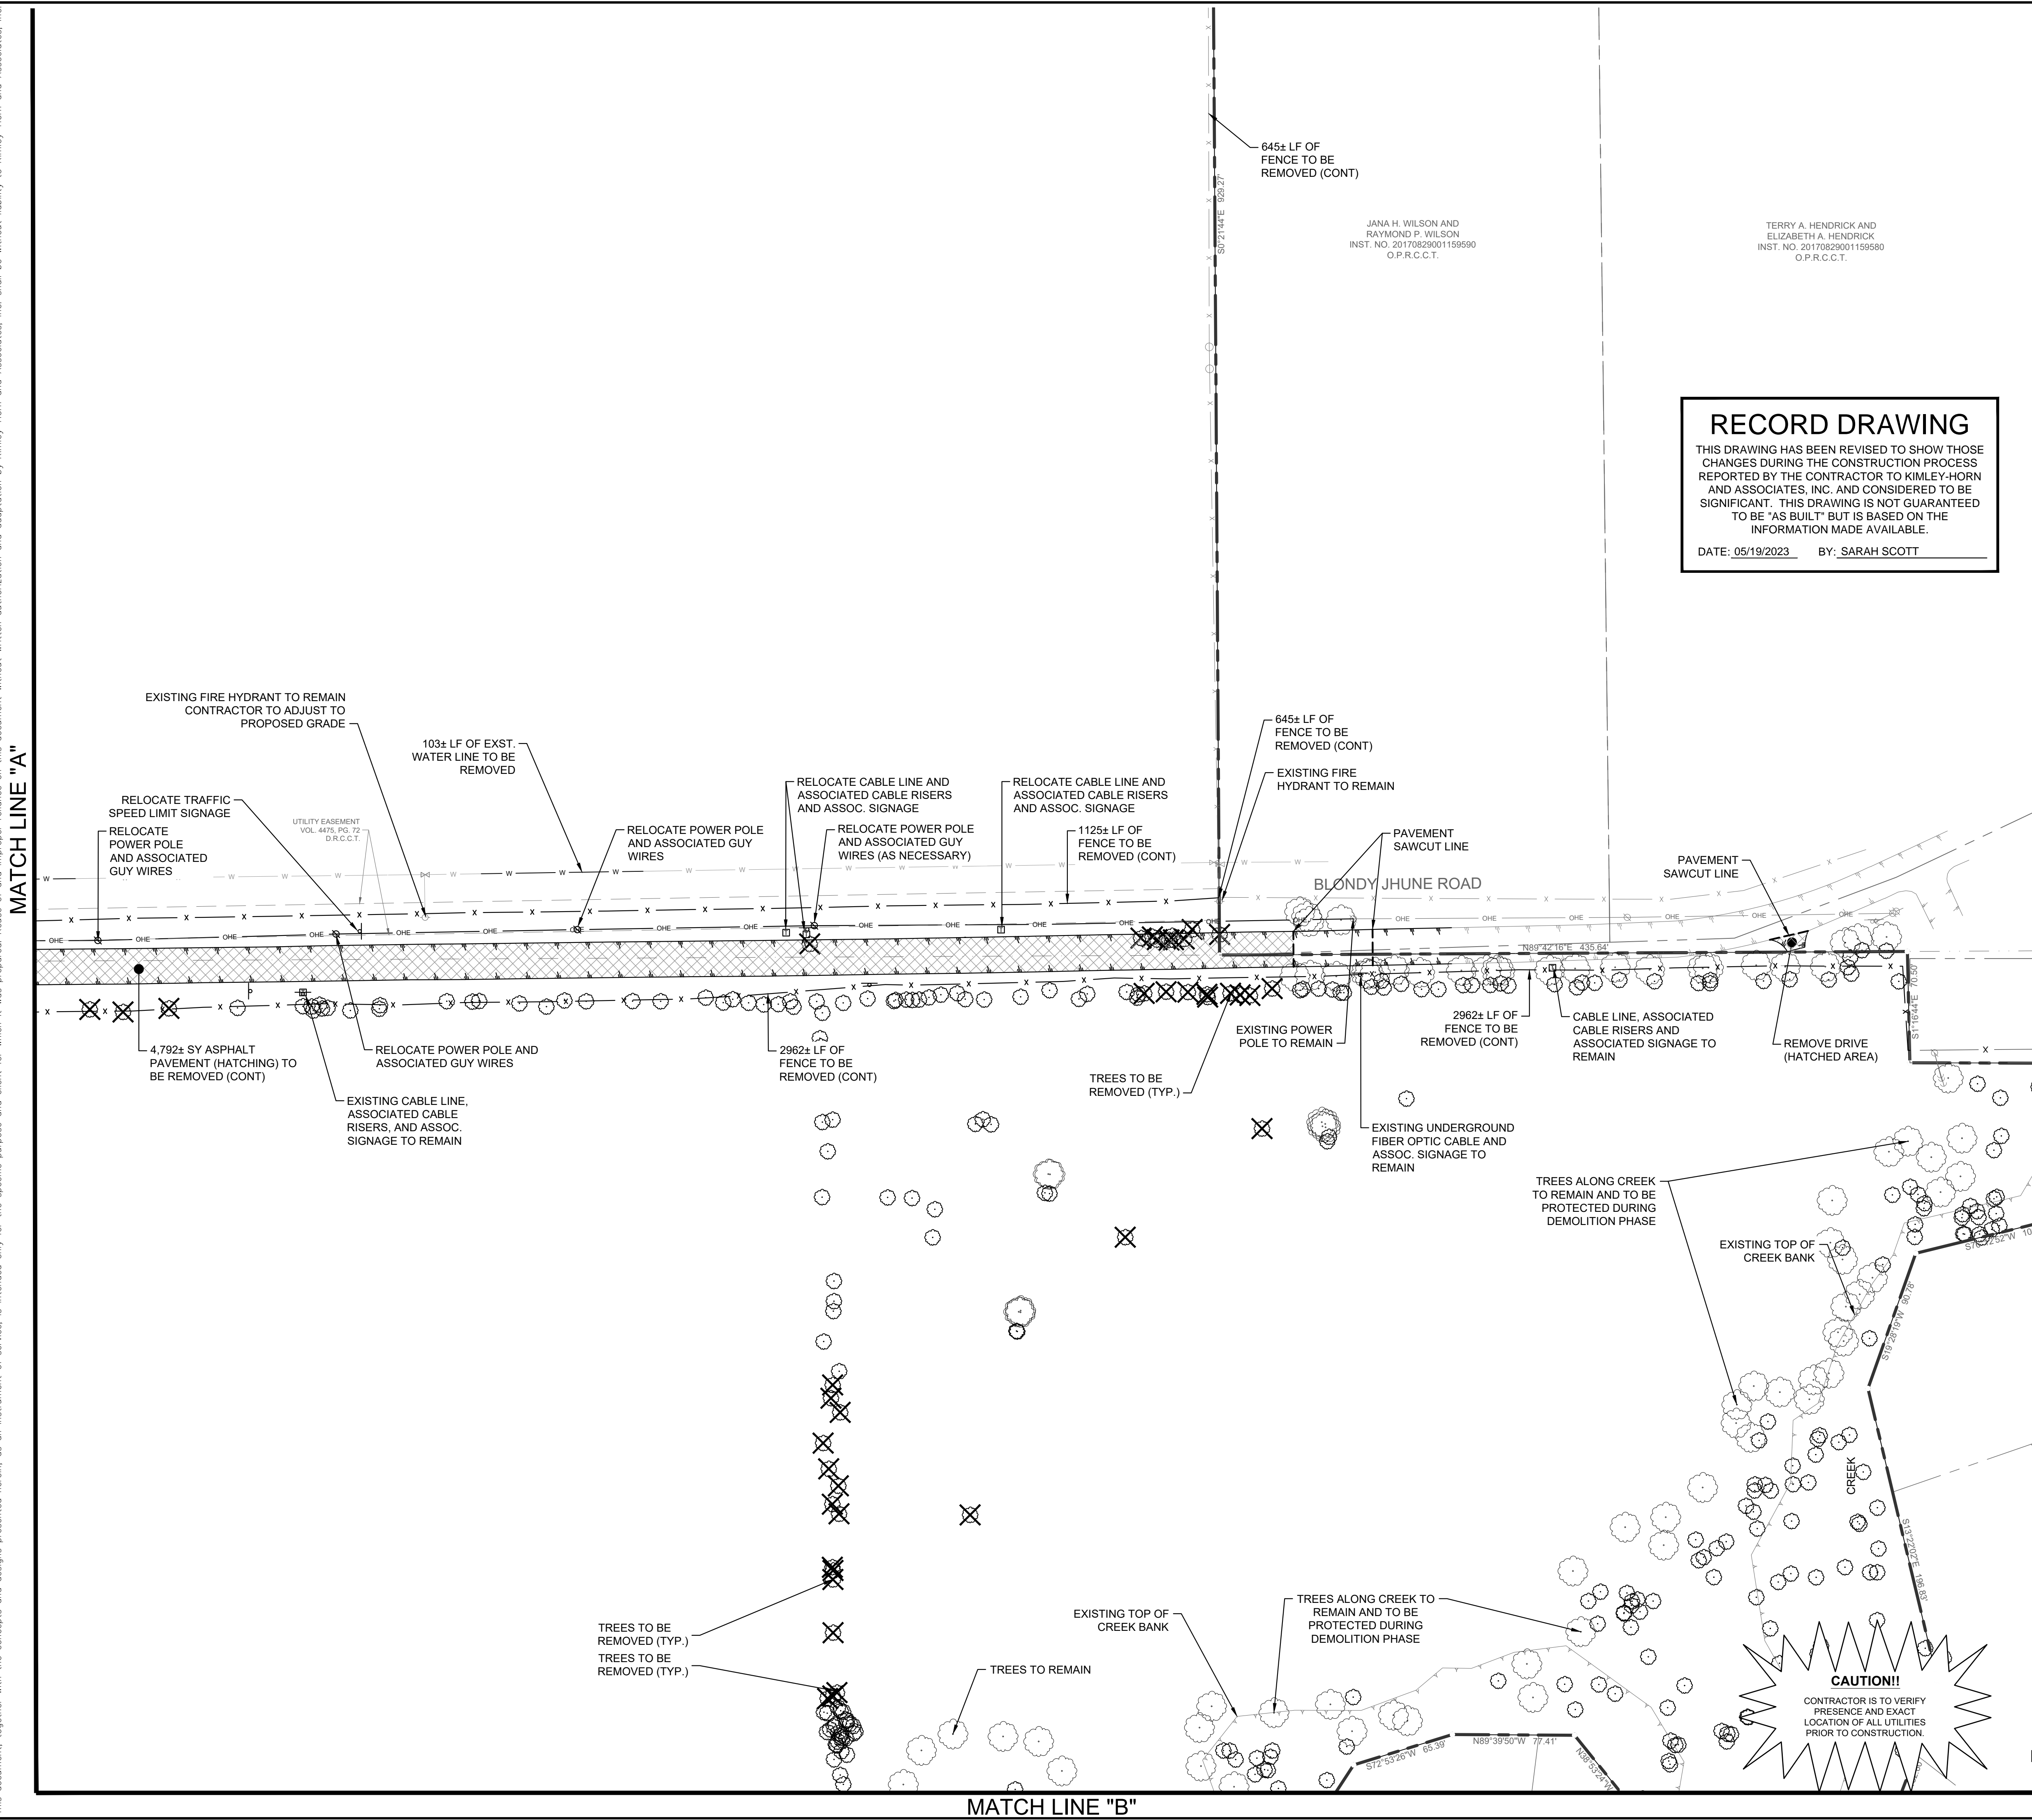 645± LF OF
FENCE TO BE
REMOVED (CONT)
S0°21'44"E 929.27'
JANA H. WILSON AND
RAYMOND P. WILSON
INST. NO. 20170829001159590
O.P.R.C.C.T.
TERRY A. HENDRICK AND
ELIZABETH A. HENDRICK
INST. NO. 20170829001159580
O.P.R.C.C.T.
RECORD DRAWING
THIS DRAWING HAS BEEN REVISED TO SHOW THOSE
CHANGES DURING THE CONSTRUCTION PROCESS
REPORTED BY THE CONTRACTOR TO KIMLEY-HORN
AND ASSOCIATES, INC. AND CONSIDERED TO BE
SIGNIFICANT. THIS DRAWING IS NOT GUARANTEED
TO BE "AS BUILT" BUT IS BASED ON THE
INFORMATION MADE AVAILABLE.
DATE: 05/19/2023 BY: SARAH SCOTT
MATCH LINE "A"
EXISTING FIRE HYDRANT TO REMAIN
CONTRACTOR TO ADJUST TO
PROPOSED GRADE
103± LF OF EXST.
WATER LINE TO BE
REMOVED
645± LF OF
FENCE TO BE
REMOVED (CONT)
EXISTING FIRE
HYDRANT TO REMAIN
RELOCATE TRAFFIC
SPEED LIMIT SIGNAGE
RELOCATE
POWER POLE
AND ASSOCIATED
GUY WIRES
UTILITY EASEMENT
VOL. 4475, PG. 72
D.R.C.C.T.
RELOCATE POWER POLE
AND ASSOCIATED GUY
WIRES
RELOCATE CABLE LINE AND
ASSOCIATED CABLE RISERS
AND ASSOC. SIGNAGE
RELOCATE POWER POLE
AND ASSOCIATED GUY
WIRES (AS NECESSARY)
RELOCATE CABLE LINE AND
ASSOCIATED CABLE RISERS
AND ASSOC. SIGNAGE
1125± LF OF
FENCE TO BE
REMOVED (CONT)
PAVEMENT
SAWCUT LINE
PAVEMENT
SAWCUT LINE
BLONDY JHUNE ROAD
N89°42'16"E 435.64'
S1°16'44"E 70.50'
4,792± SY ASPHALT
PAVEMENT (HATCHING) TO
BE REMOVED (CONT)
RELOCATE POWER POLE AND
ASSOCIATED GUY WIRES
EXISTING CABLE LINE,
ASSOCIATED CABLE
RISERS, AND ASSOC.
SIGNAGE TO REMAIN
2962± LF OF
FENCE TO BE
REMOVED (CONT)
TREES TO BE
REMOVED (TYP.)
EXISTING POWER
POLE TO REMAIN
2962± LF OF
FENCE TO BE
REMOVED (CONT)
CABLE LINE, ASSOCIATED
CABLE RISERS AND
ASSOCIATED SIGNAGE TO
REMAIN
REMOVE DRIVE
(HATCHED AREA)
EXISTING UNDERGROUND
FIBER OPTIC CABLE AND
ASSOC. SIGNAGE TO
REMAIN
TREES ALONG CREEK
TO REMAIN AND TO BE
PROTECTED DURING
DEMOLITION PHASE
EXISTING TOP OF
CREEK BANK
S19°28'19"W 90.78'
CREEK
S13°22'02"E 196.83'
TREES TO BE
REMOVED (TYP.)
TREES TO BE
REMOVED (TYP.)
TREES TO REMAIN
EXISTING TOP OF
CREEK BANK
TREES ALONG CREEK TO
REMAIN AND TO BE
PROTECTED DURING
DEMOLITION PHASE
S72°53'26"W 65.39'
N89°39'50"W 77.41'
N38°53'24"W
CAUTION!!
CONTRACTOR IS TO VERIFY
PRESENCE AND EXACT
LOCATION OF ALL UTILITIES
PRIOR TO CONSTRUCTION.
MATCH LINE "B"